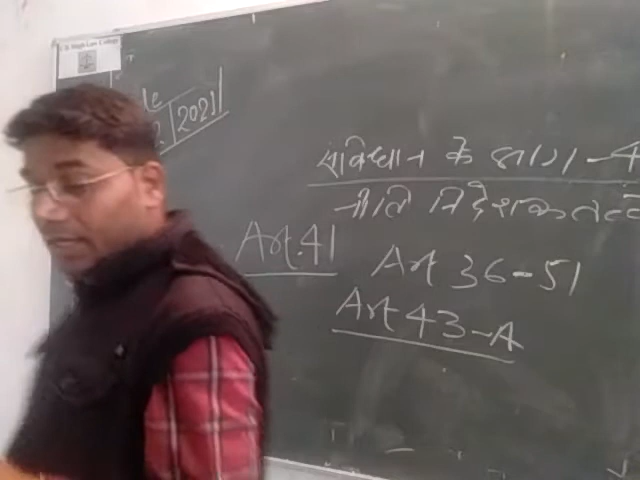 2021
संविधान के भाग-4
नीति निदेशक तत्व
Art.41
Art 36-51
Art 43-A